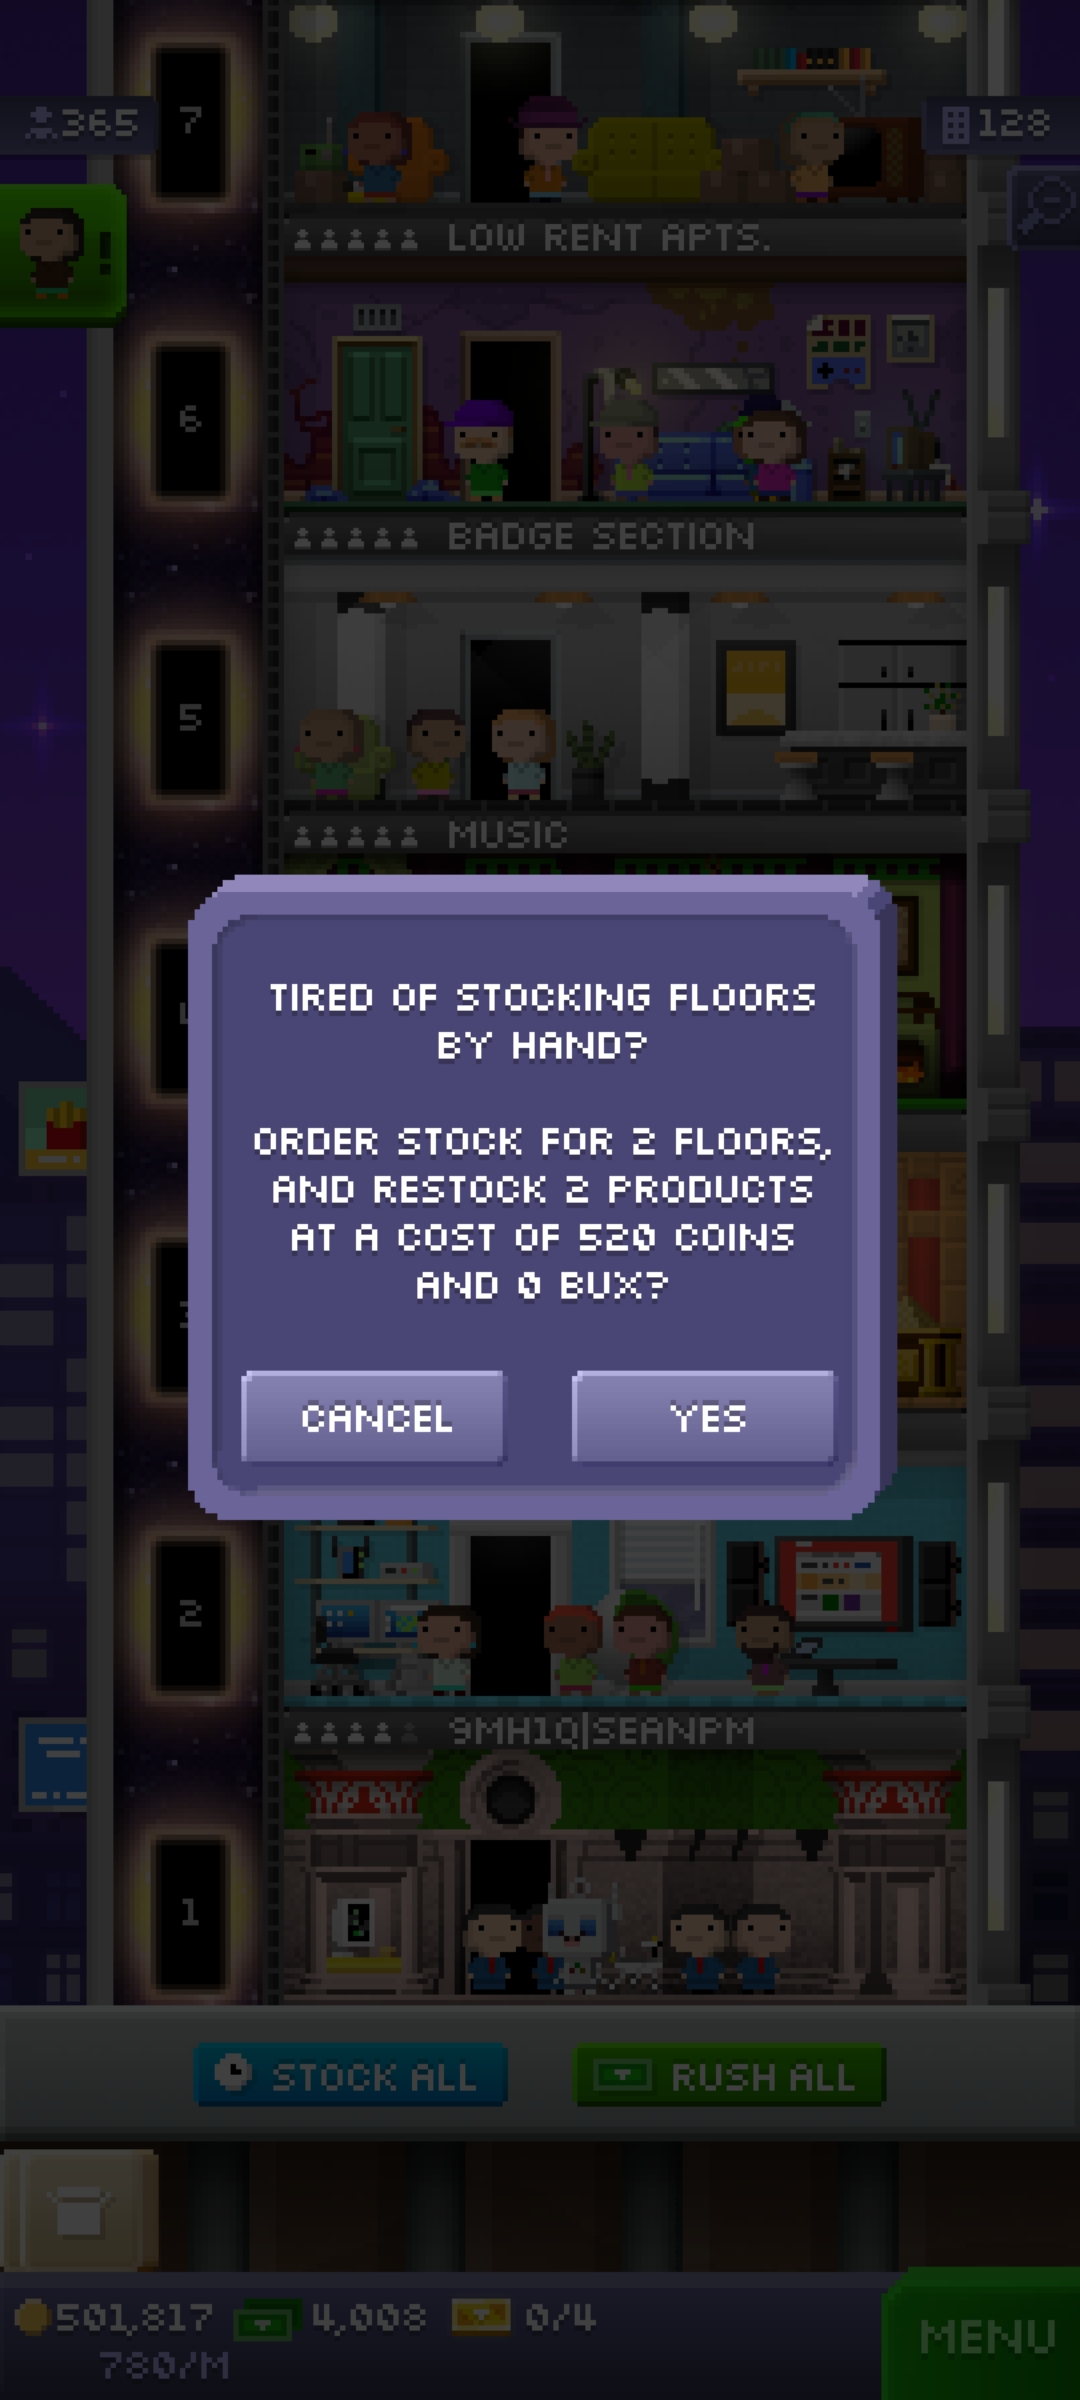 7
365
128
LOW RENT APTS.
6
BADGE SECTION
5
MUSIC
TIRED OF STOCKING FLOORS
BY HAND?
ORDER STOCK FOR 2 FLOORS,
AND RESTOCK 2 PRODUCTS
AT A COST OF 520 COINS
AND 0 BUX?
CANCEL
YES
2
9MH1Q|SEANPM
1
STOCK ALL
RUSH ALL
501,817
4,008
0/4
780/M
MENU